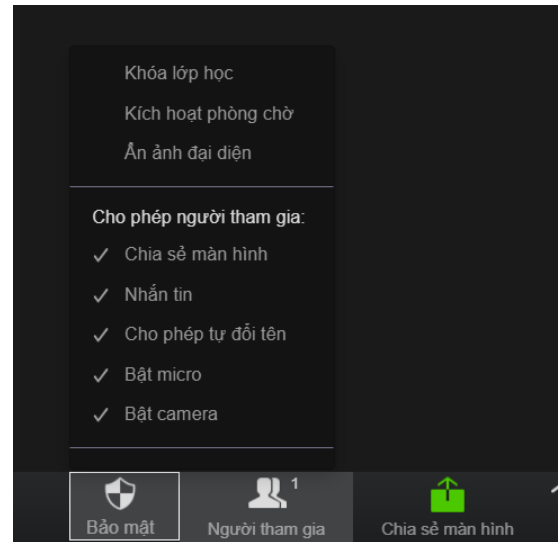 Khóa lớp học
Kích hoạt phòng chờ
Ẩn ảnh đại diện
Cho phép người tham gia:
Chia sẻ màn hình
Nhắn tin
Cho phép tự đổi tên
Bật micro
Bật camera
1
Bảo mật Người tham gia Chia sẻ màn hình